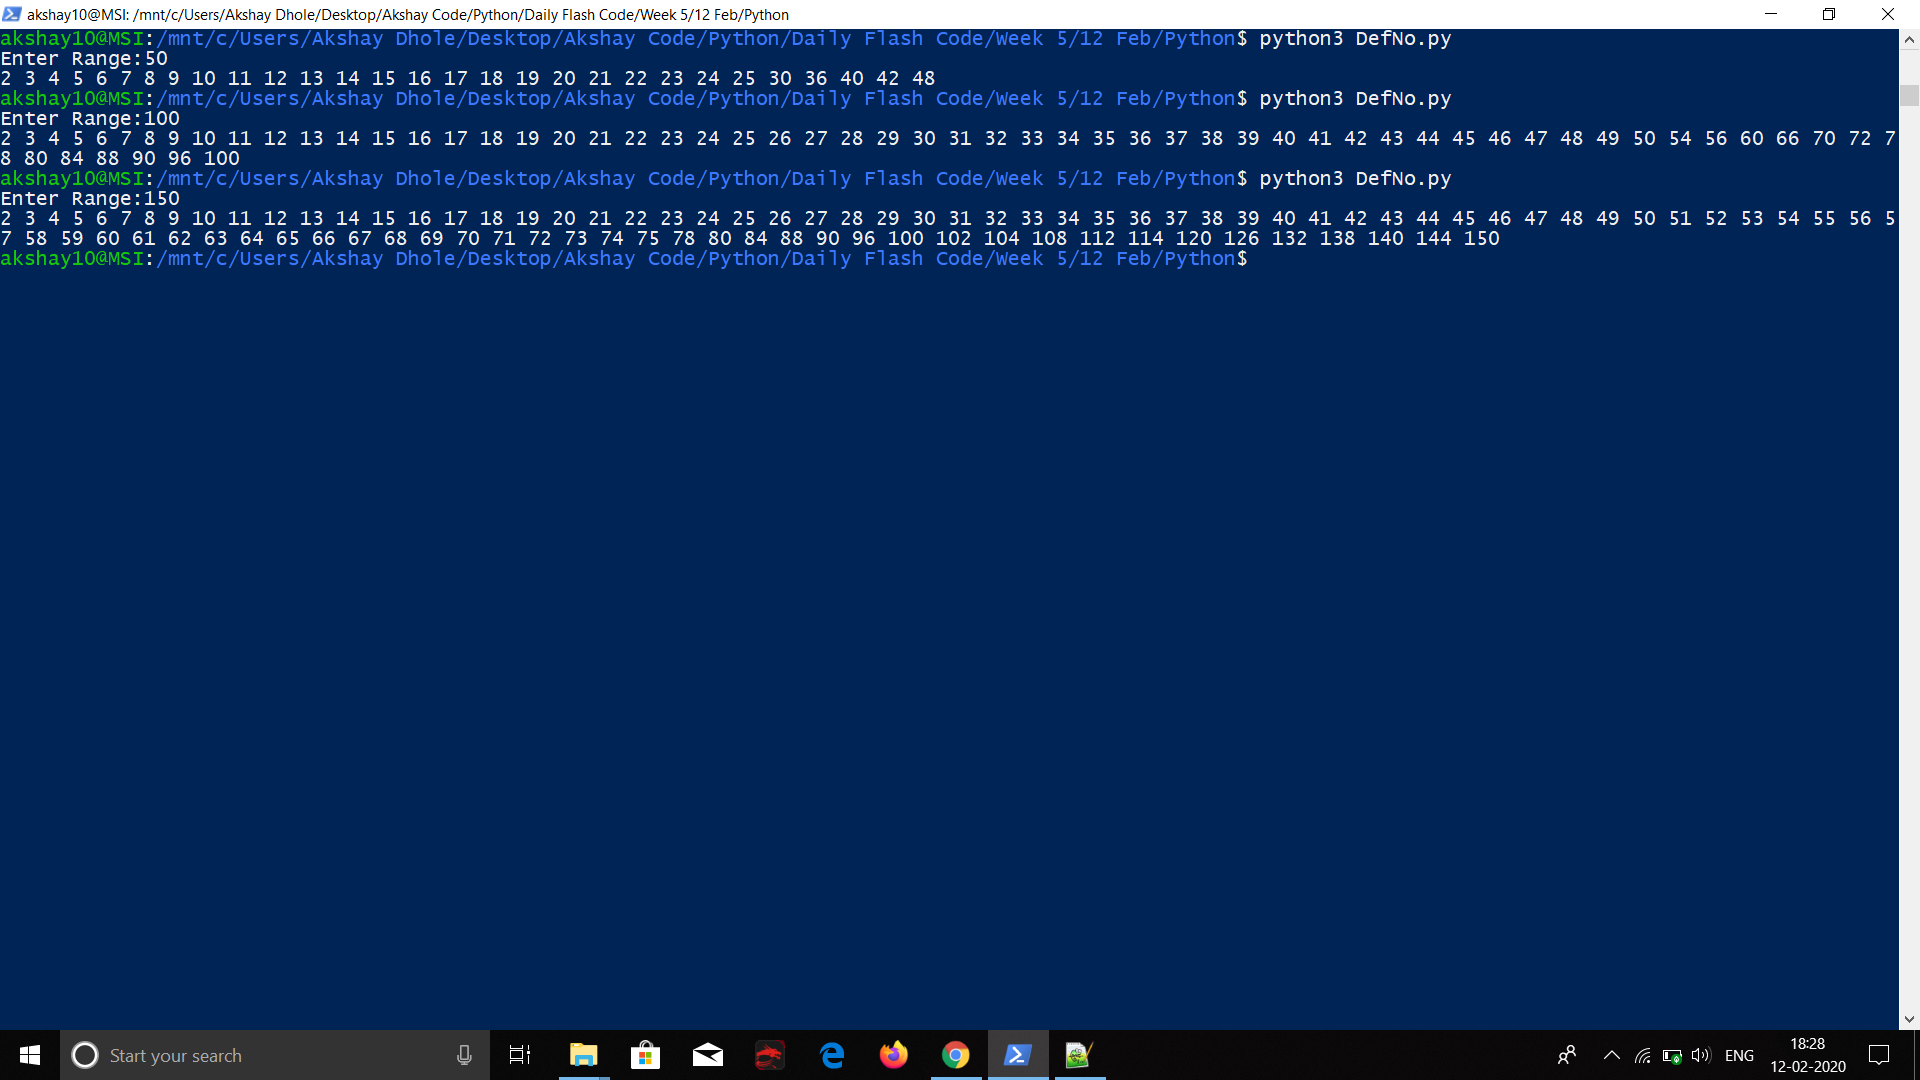 akshay10@MSI: /mnt/c/Users/Akshay Dhole/Desktop/Akshay Code/Python/Daily Flash Code/Week 5/12 Feb/Python
akshay10@MSI:/mnt/c/Users/Akshay Dhole/Desktop/Akshay Code/Python/Daily Flash Code/Week 5/12 Feb/Python$ python3 DefNo.py
Enter Range:50
2 3 4 5 6 7 8 9 10 11 12 13 14 15 16 17 18 19 20 21 22 23 24 25 30 36 40 42 48
akshay10@MSI:/mnt/c/Users/Akshay Dhole/Desktop/Akshay Code/Python/Daily Flash Code/Week 5/12 Feb/Python$ python3 DefNo.py
Enter Range:100
2 3 4 5 6 7 8 9 10 11 12 13 14 15 16 17 18 19 20 21 22 23 24 25 26 27 28 29 30 31 32 33 34 35 36 37 38 39 40 41 42 43 44 45 46 47 48 49 50 54 56 60 66 70 72 7
8 80 84 88 90 96 100
akshay10@MSI:/mnt/c/Users/Akshay Dhole/Desktop/Akshay Code/Python/Daily Flash Code/Week 5/12 Feb/Python$ python3 DefNo.py
Enter Range:150
2 3 4 5 6 7 8 9 10 11 12 13 14 15 16 17 18 19 20 21 22 23 24 25 26 27 28 29 30 31 32 33 34 35 36 37 38 39 40 41 42 43 44 45 46 47 48 49 50 51 52 53 54 55 56 5
7 58 59 60 61 62 63 64 65 66 67 68 69 70 71 72 73 74 75 78 80 84 88 90 96 100 102 104 108 112 114 120 126 132 138 140 144 150
akshay10@MSI:/mnt/c/Users/Akshay Dhole/Desktop/Akshay Code/Python/Daily Flash Code/Week 5/12 Feb/Python$
Start your search
ENG
18:28
12-02-2020